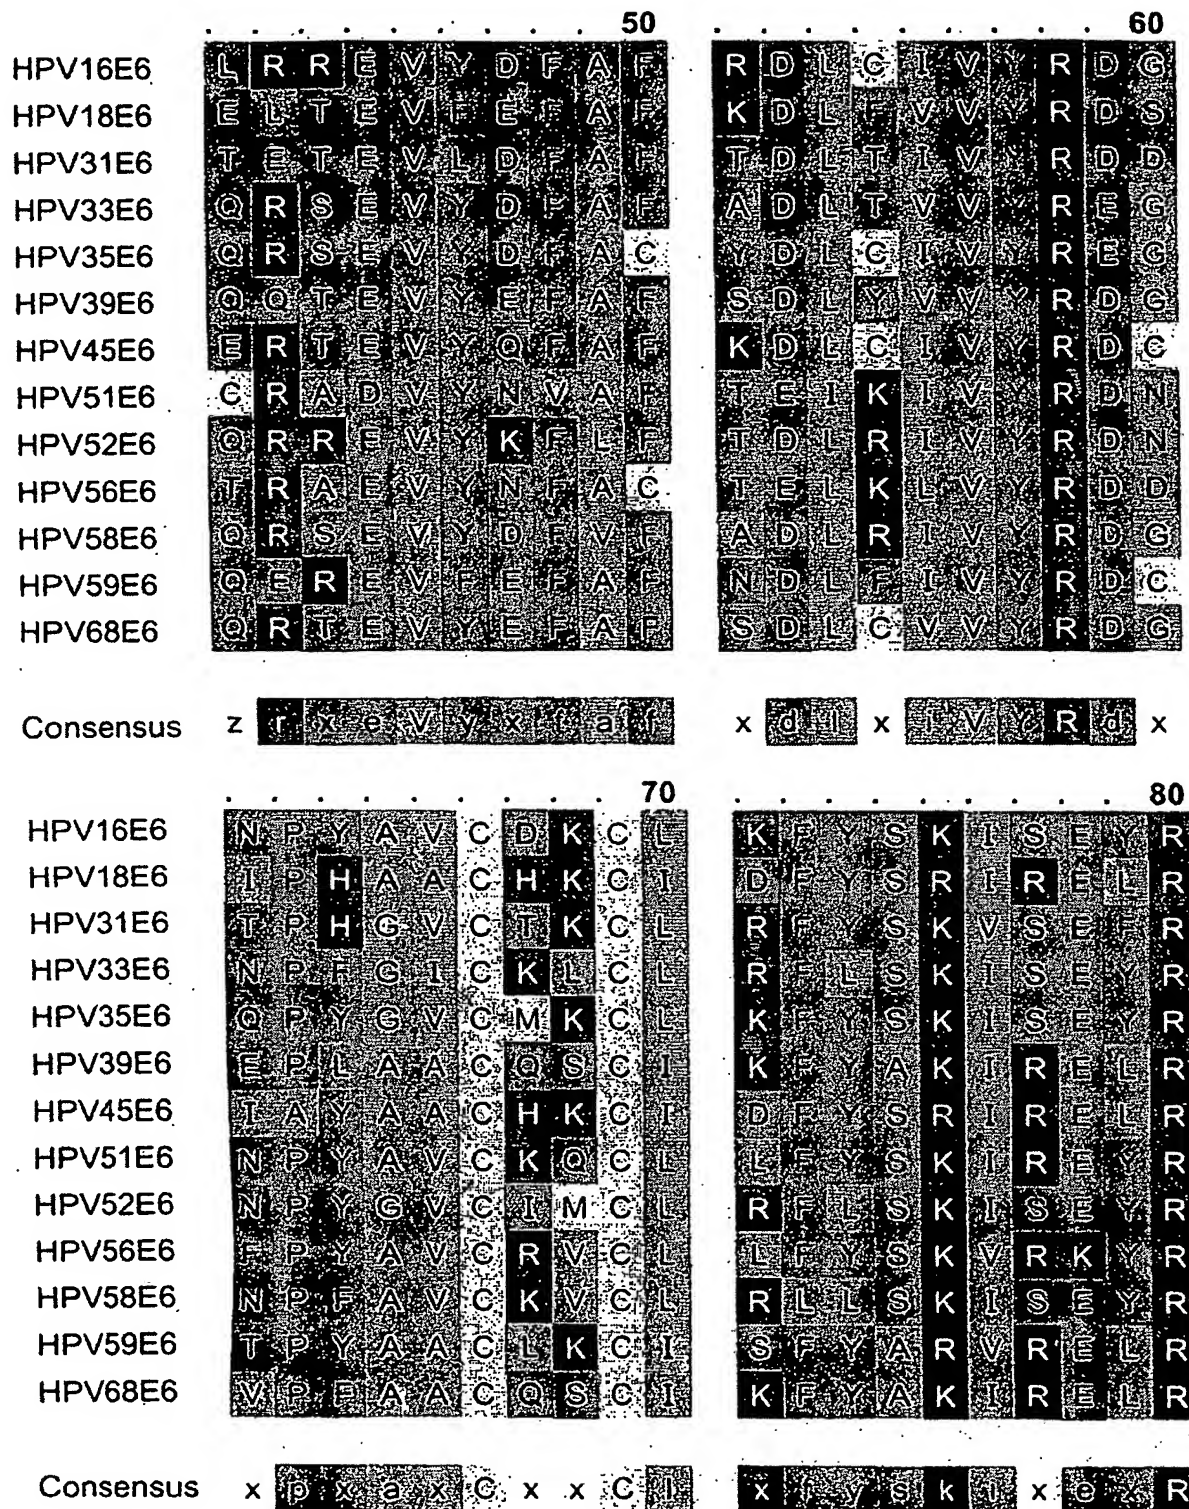 50 60
HPV16E6 L R R E V Y D F A F R D L C I V Y R D G
HPV18E6 E L T E V F E F A F K D L F V V Y R D S
HPV31E6 T E T E V L D F A F T D L T I V Y R D D
HPV33E6 Q R S E V Y D F A F A D L T V V Y R E G
HPV35E6 Q R S E V Y D F A C Y D L C I V Y R E G
HPV39E6 Q Q T E V Y E F A F S D L Y V V Y R D G
HPV45E6 E R T E V Y Q F A F K D L C I V Y R D C
HPV51E6 C R A D V Y N V A F T E I K I V Y R D N
HPV52E6 Q R R E V Y K F L F T D L R I V Y R D N
HPV56E6 T R A E V Y N F A C T E L K L V Y R D D
HPV58E6 Q R S E V Y D F V F A D L R I V Y R D G
HPV59E6 Q E R E V F E F A F N D L F I V Y R D C
HPV68E6 Q R T E V Y E F A F S D L C V V Y R D G
Consensus z r x e V y x f a f x d l x i V Y R d x
70 80
HPV16E6 N P Y A V C D K C L K F Y S K I S E Y R
HPV18E6 I P H A A C H K C I D F Y S R I R E L R
HPV31E6 T P H G V C T K C L R F Y S K V S E F R
HPV33E6 N P F G I C K L C L R F L S K I S E Y R
HPV35E6 Q P Y G V C M K C L K F Y S K I S E Y R
HPV39E6 E P L A A C Q S C I K F Y A K I R E L R
HPV45E6 I A Y A A C H K C I D F Y S R I R E L R
HPV51E6 N P Y A V C K Q C L L F Y S K I R E Y R
HPV52E6 N P Y G V C I M C L R F L S K I S E Y R
HPV56E6 F P Y A V C R V C L L F Y S K V R K Y R
HPV58E6 N P F A V C K V C L R L L S K I S E Y R
HPV59E6 T P Y A A C L K C I S F Y A R V R E L R
HPV68E6 V P F A A C Q S C I K F Y A K I R E L R
Consensus x p x a x C x x C l x f y s k i x e x R